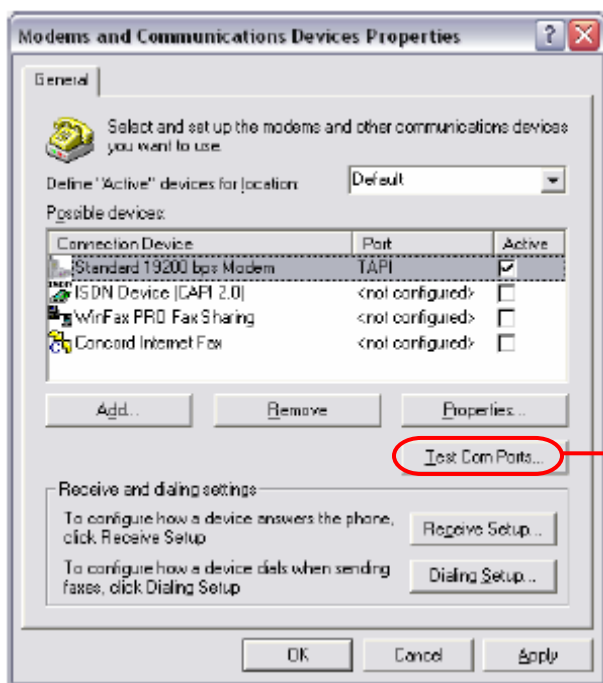 Modems and Communications Devices Properties
General
Select and set up the modems and other communications devices
you want to use
Define "Active" devices for location:
Default
Possible devices:
Connection Device Port Active
Standard 19200 bps Modem TAPI
ISDN Device (CAPI 2.0) <not configured>
WinFax PRO Fax Sharing <not configured>
Concord Internet Fax <not configured>
Add... Remove Properties...
Test Com Ports...
Receive and dialing settings
To configure how a device answers the phone,
click Receive Setup
Receive Setup...
To configure how a device dials when sending
faxes, click Dialing Setup
Dialing Setup...
OK Cancel Apply